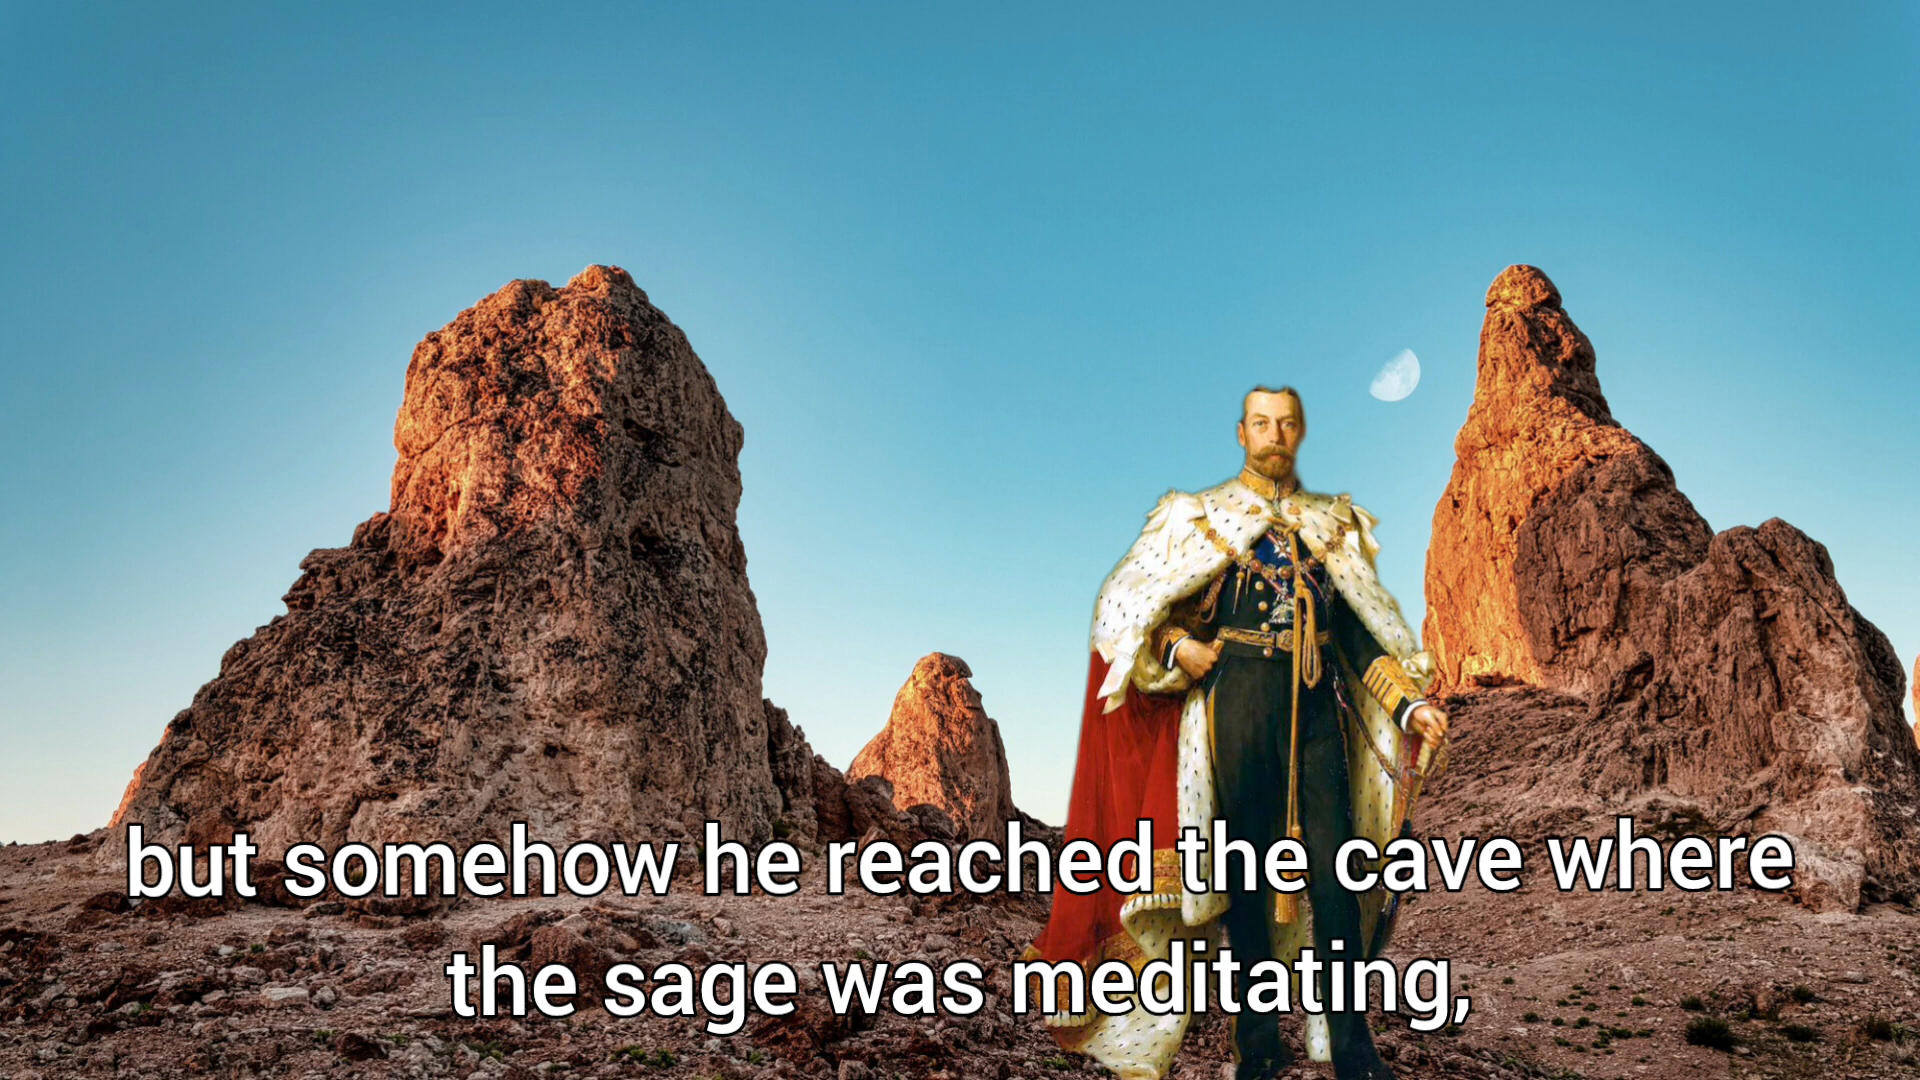 but somehow he reached the cave where
the sage was meditating,